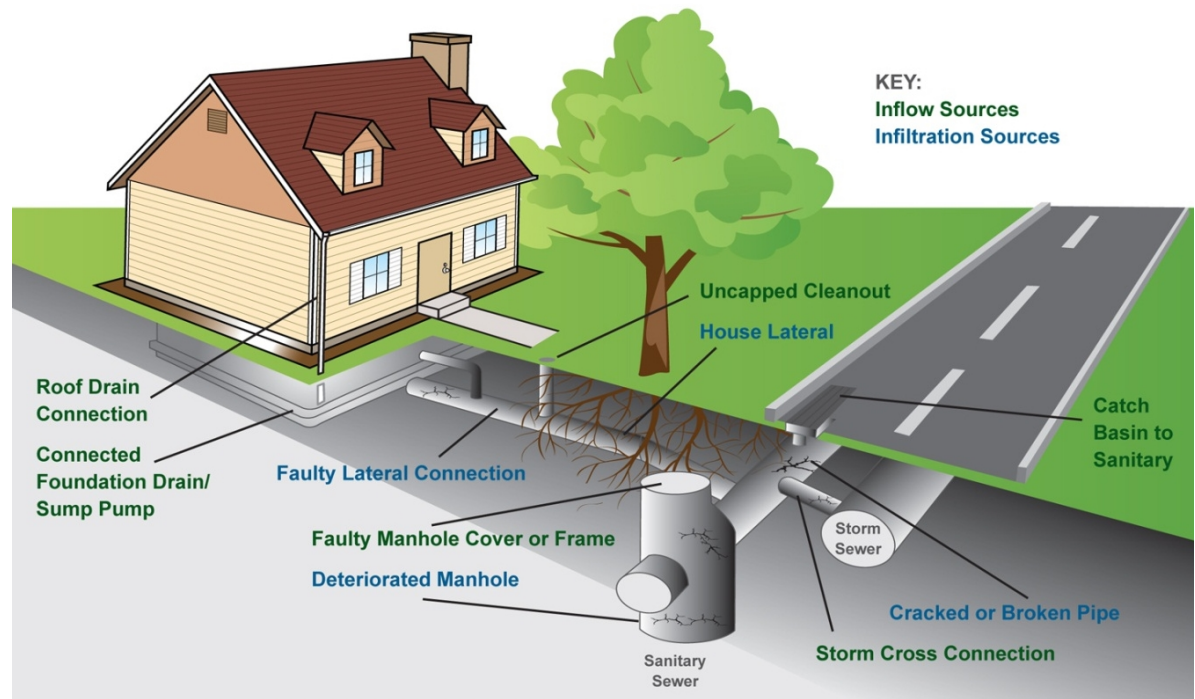 KEY:
Inflow Sources
Infiltration Sources
Uncapped Cleanout
House Lateral
Roof Drain
Connection
Catch
Basin to
Sanitary
Connected
Foundation Drain/
Sump Pump
Faulty Lateral Connection
Faulty Manhole Cover or Frame
Storm
Sewer
Deteriorated Manhole
Cracked or Broken Pipe
Storm Cross Connection
Sanitary
Sewer